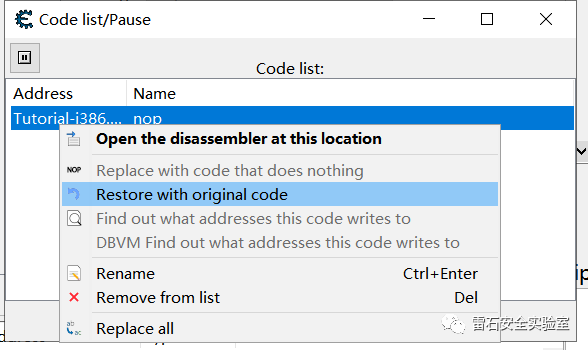 Code list/Pause
Code list:
Address Name
Tutorial-i386.... nop
Open the disassembler at this location
NOP Replace with code that does nothing
Restore with original code
Find out what addresses this code writes to
DBVM Find out what addresses this code writes to
Rename Ctrl+Enter
Remove from list Del
Replace all
雷石安全实验室
ip